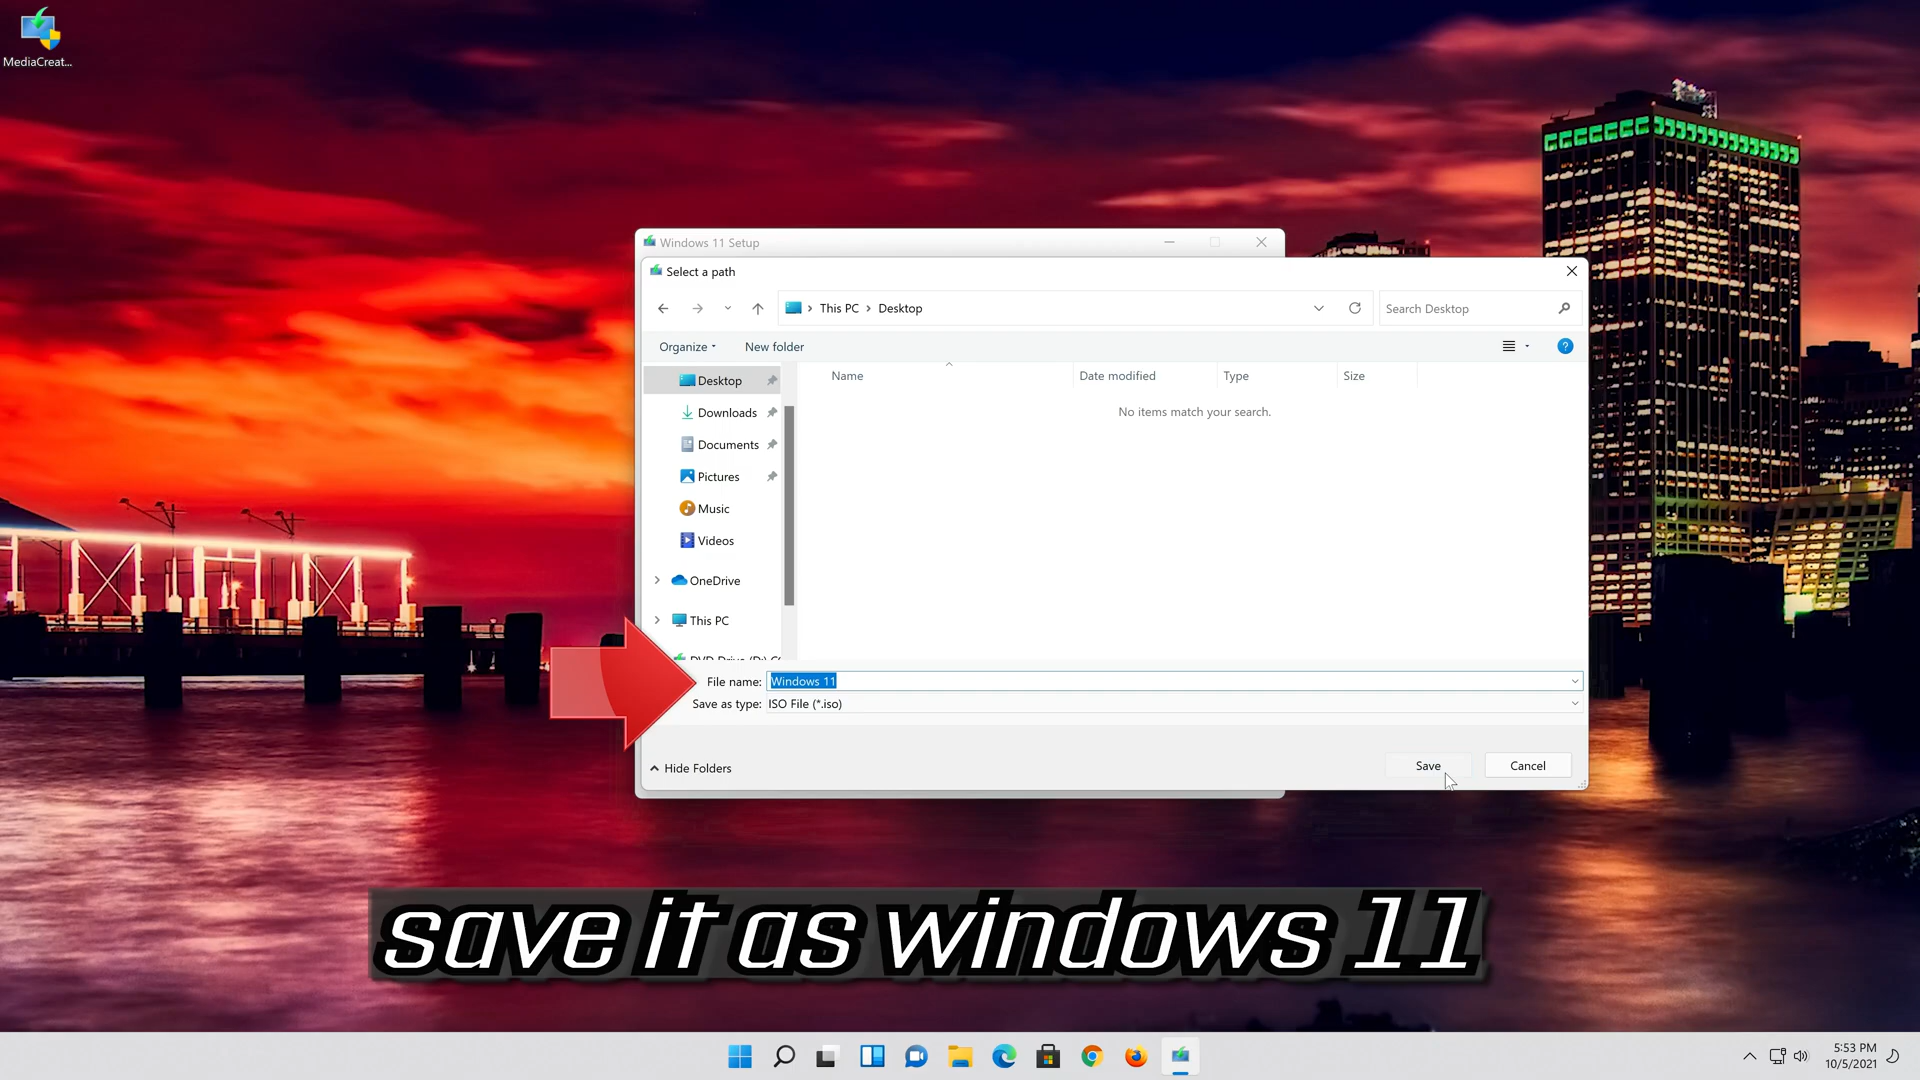 MediaCreat...
Windows 11 Setup
Select a path
This PC
Desktop
Search Desktop
Organize
New folder
Name
Date modified
Type
Size
No items match your search.
Desktop
Downloads
Documents
Pictures
Music
Videos
OneDrive
This PC
DVD Drive (D:)
File name:
Windows 11
Save as type:
ISO File (*.iso)
Hide Folders
Save
Cancel
save it as windows 11
5:53 PM
10/5/2021